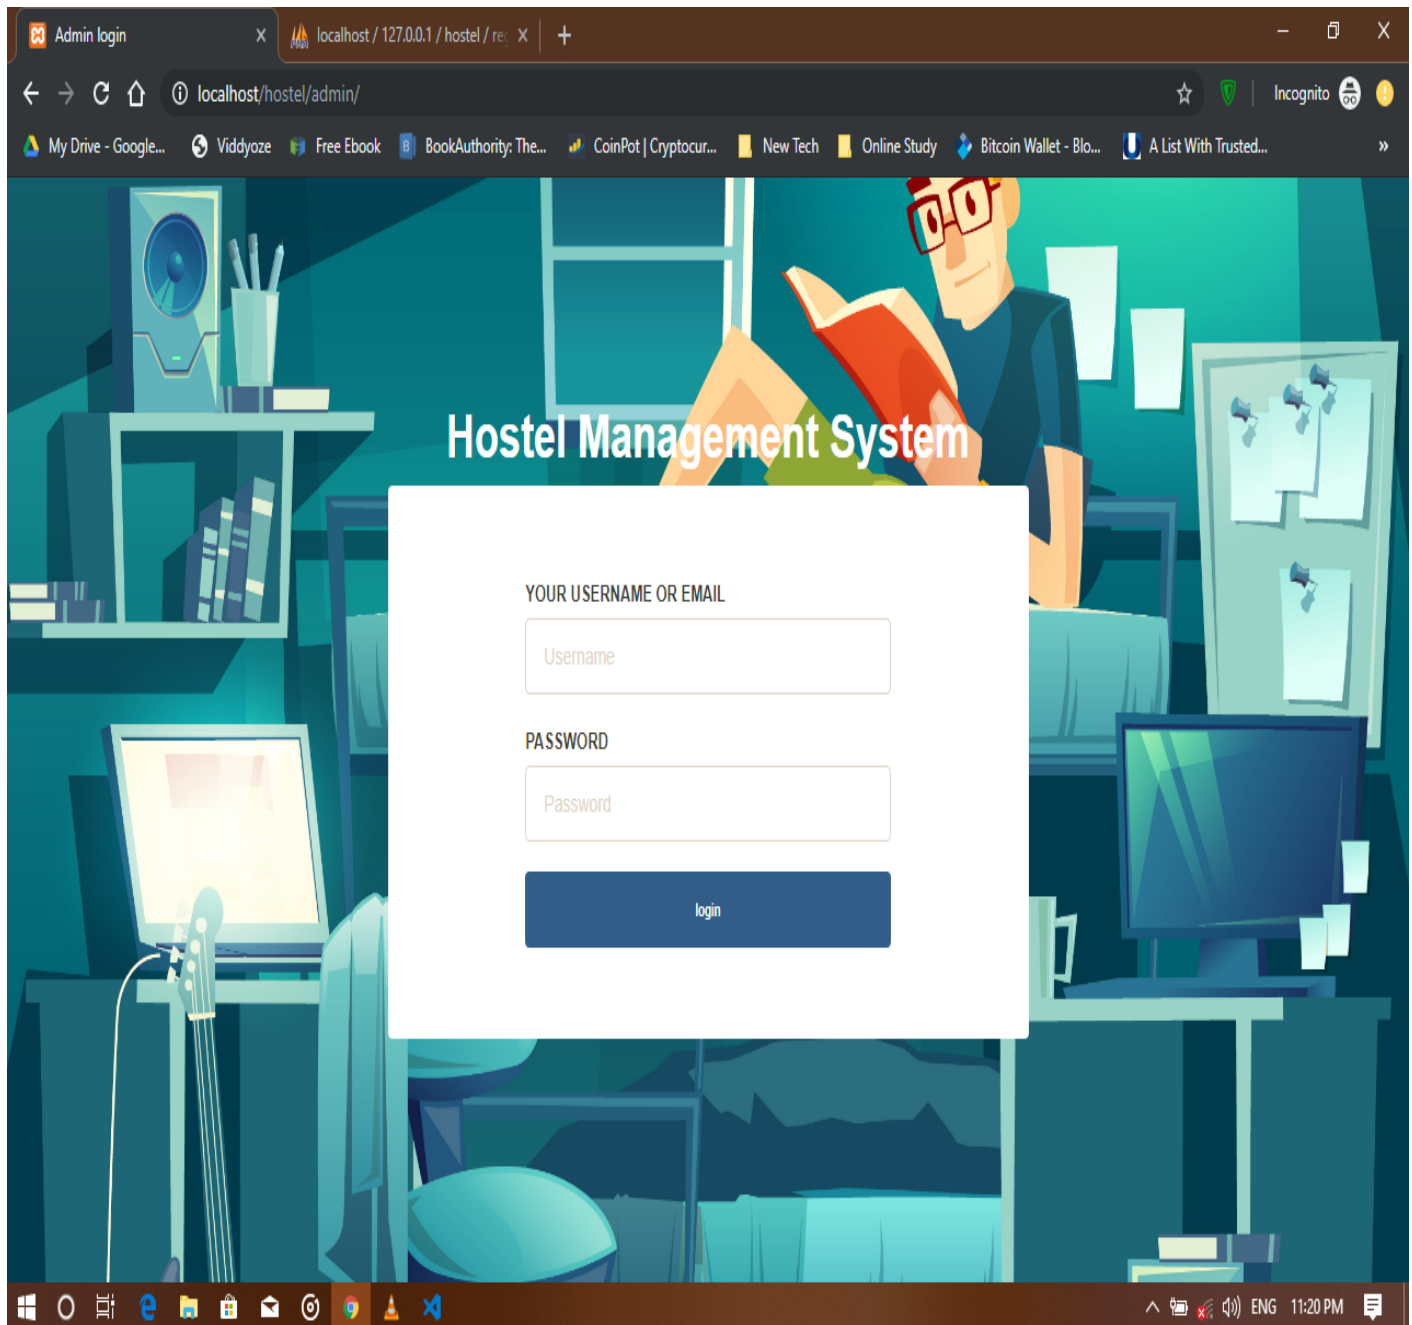 Admin login
localhost / 127.0.0.1 / hostel / reg
localhost/hostel/admin/
Incognito
My Drive - Google...
Viddyoze
Free Ebook
BookAuthority: The...
CoinPot | Cryptocur...
New Tech
Online Study
Bitcoin Wallet - Blo...
A List With Trusted...
»
Hostel Management System
YOUR USERNAME OR EMAIL
Username
PASSWORD
Password
login
ENG
11:20 PM